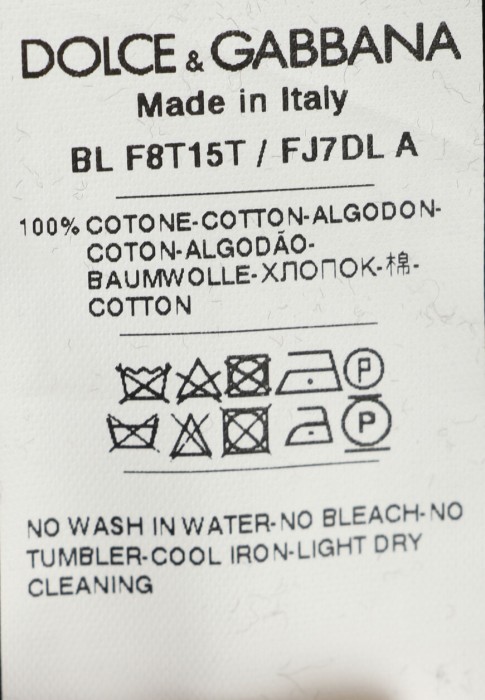 DOLCE & GABBANA
Made in Italy
BL F8T15T / FJ7DL A
100% COTONE-COTTON-ALGODON-
COTON-ALGODÃO-
BAUMWOLLE-ХЛОПОК-棉-
COTTON
P
P
NO WASH IN WATER-NO BLEACH-NO
TUMBLER-COOL IRON-LIGHT DRY
CLEANING